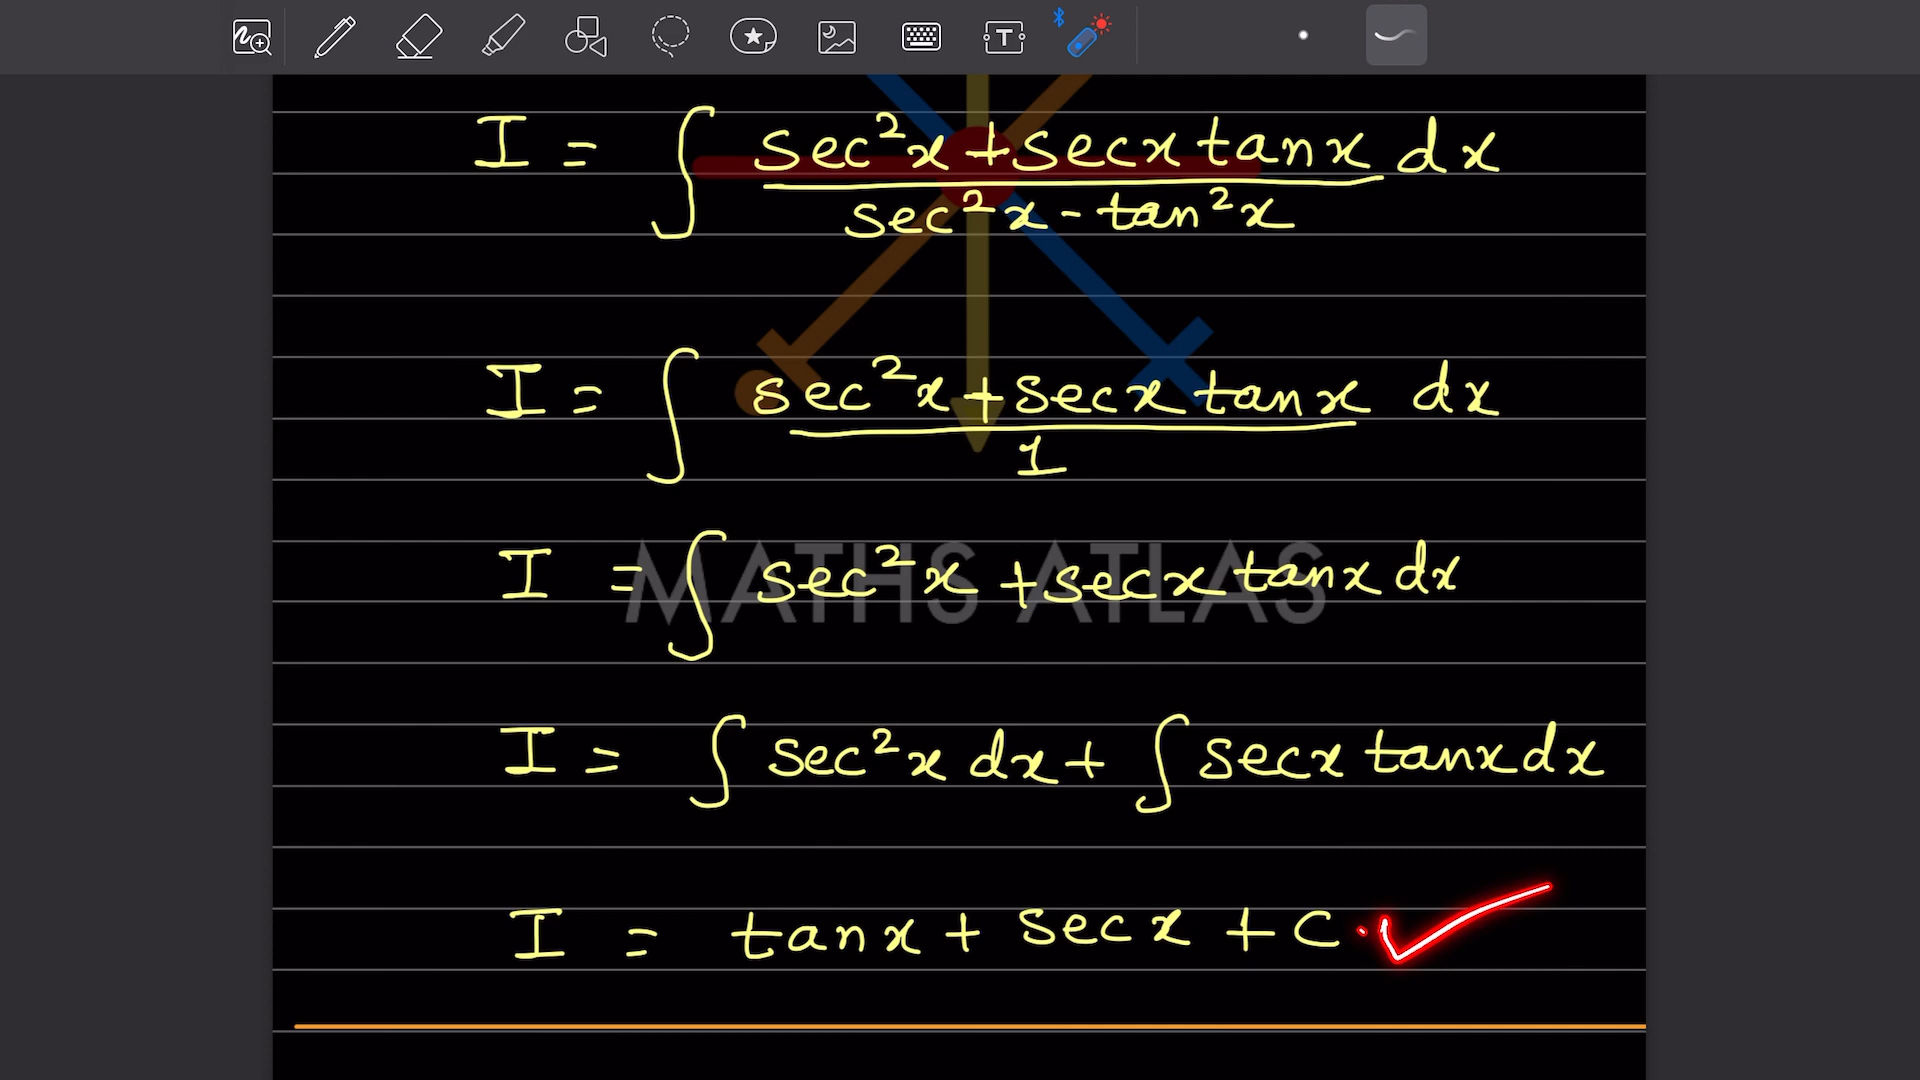 I = ∫ sec²x + secx tanx / sec²x - tan²x dx
I = ∫ sec²x + secx tanx / 1 dx
MATHS ATLAS
I = ∫ sec²x + secx tanx dx
I = ∫ sec²x dx + ∫ secx tanx dx
I = tanx + secx + C.